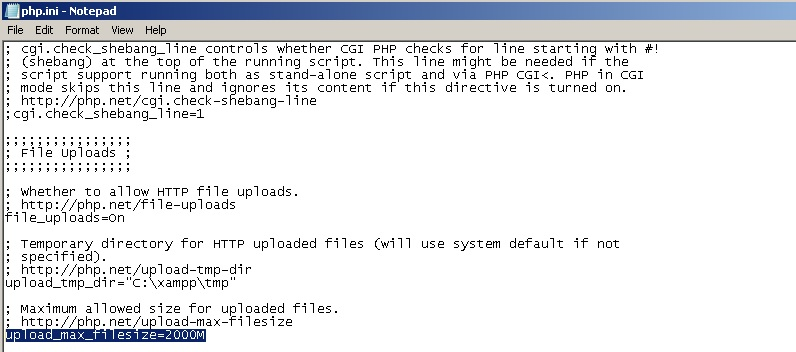 php.ini - Notepad
File Edit Format View Help
; cgi.check_shebang_line controls whether CGI PHP checks for line starting with #!
; (shebang) at the top of the running script. This line might be needed if the
; script support running both as stand-alone script and via PHP CGI<. PHP in CGI
; mode skips this line and ignores its content if this directive is turned on.
; http://php.net/cgi.check-shebang-line
;cgi.check_shebang_line=1
;;;;;;;;;;;;;;;;
; File Uploads ;
;;;;;;;;;;;;;;;;
; Whether to allow HTTP file uploads.
; http://php.net/file-uploads
file_uploads=On
; Temporary directory for HTTP uploaded files (will use system default if not
; specified).
; http://php.net/upload-tmp-dir
upload_tmp_dir="C:\xampp\tmp"
; Maximum allowed size for uploaded files.
; http://php.net/upload-max-filesize
upload_max_filesize=2000M